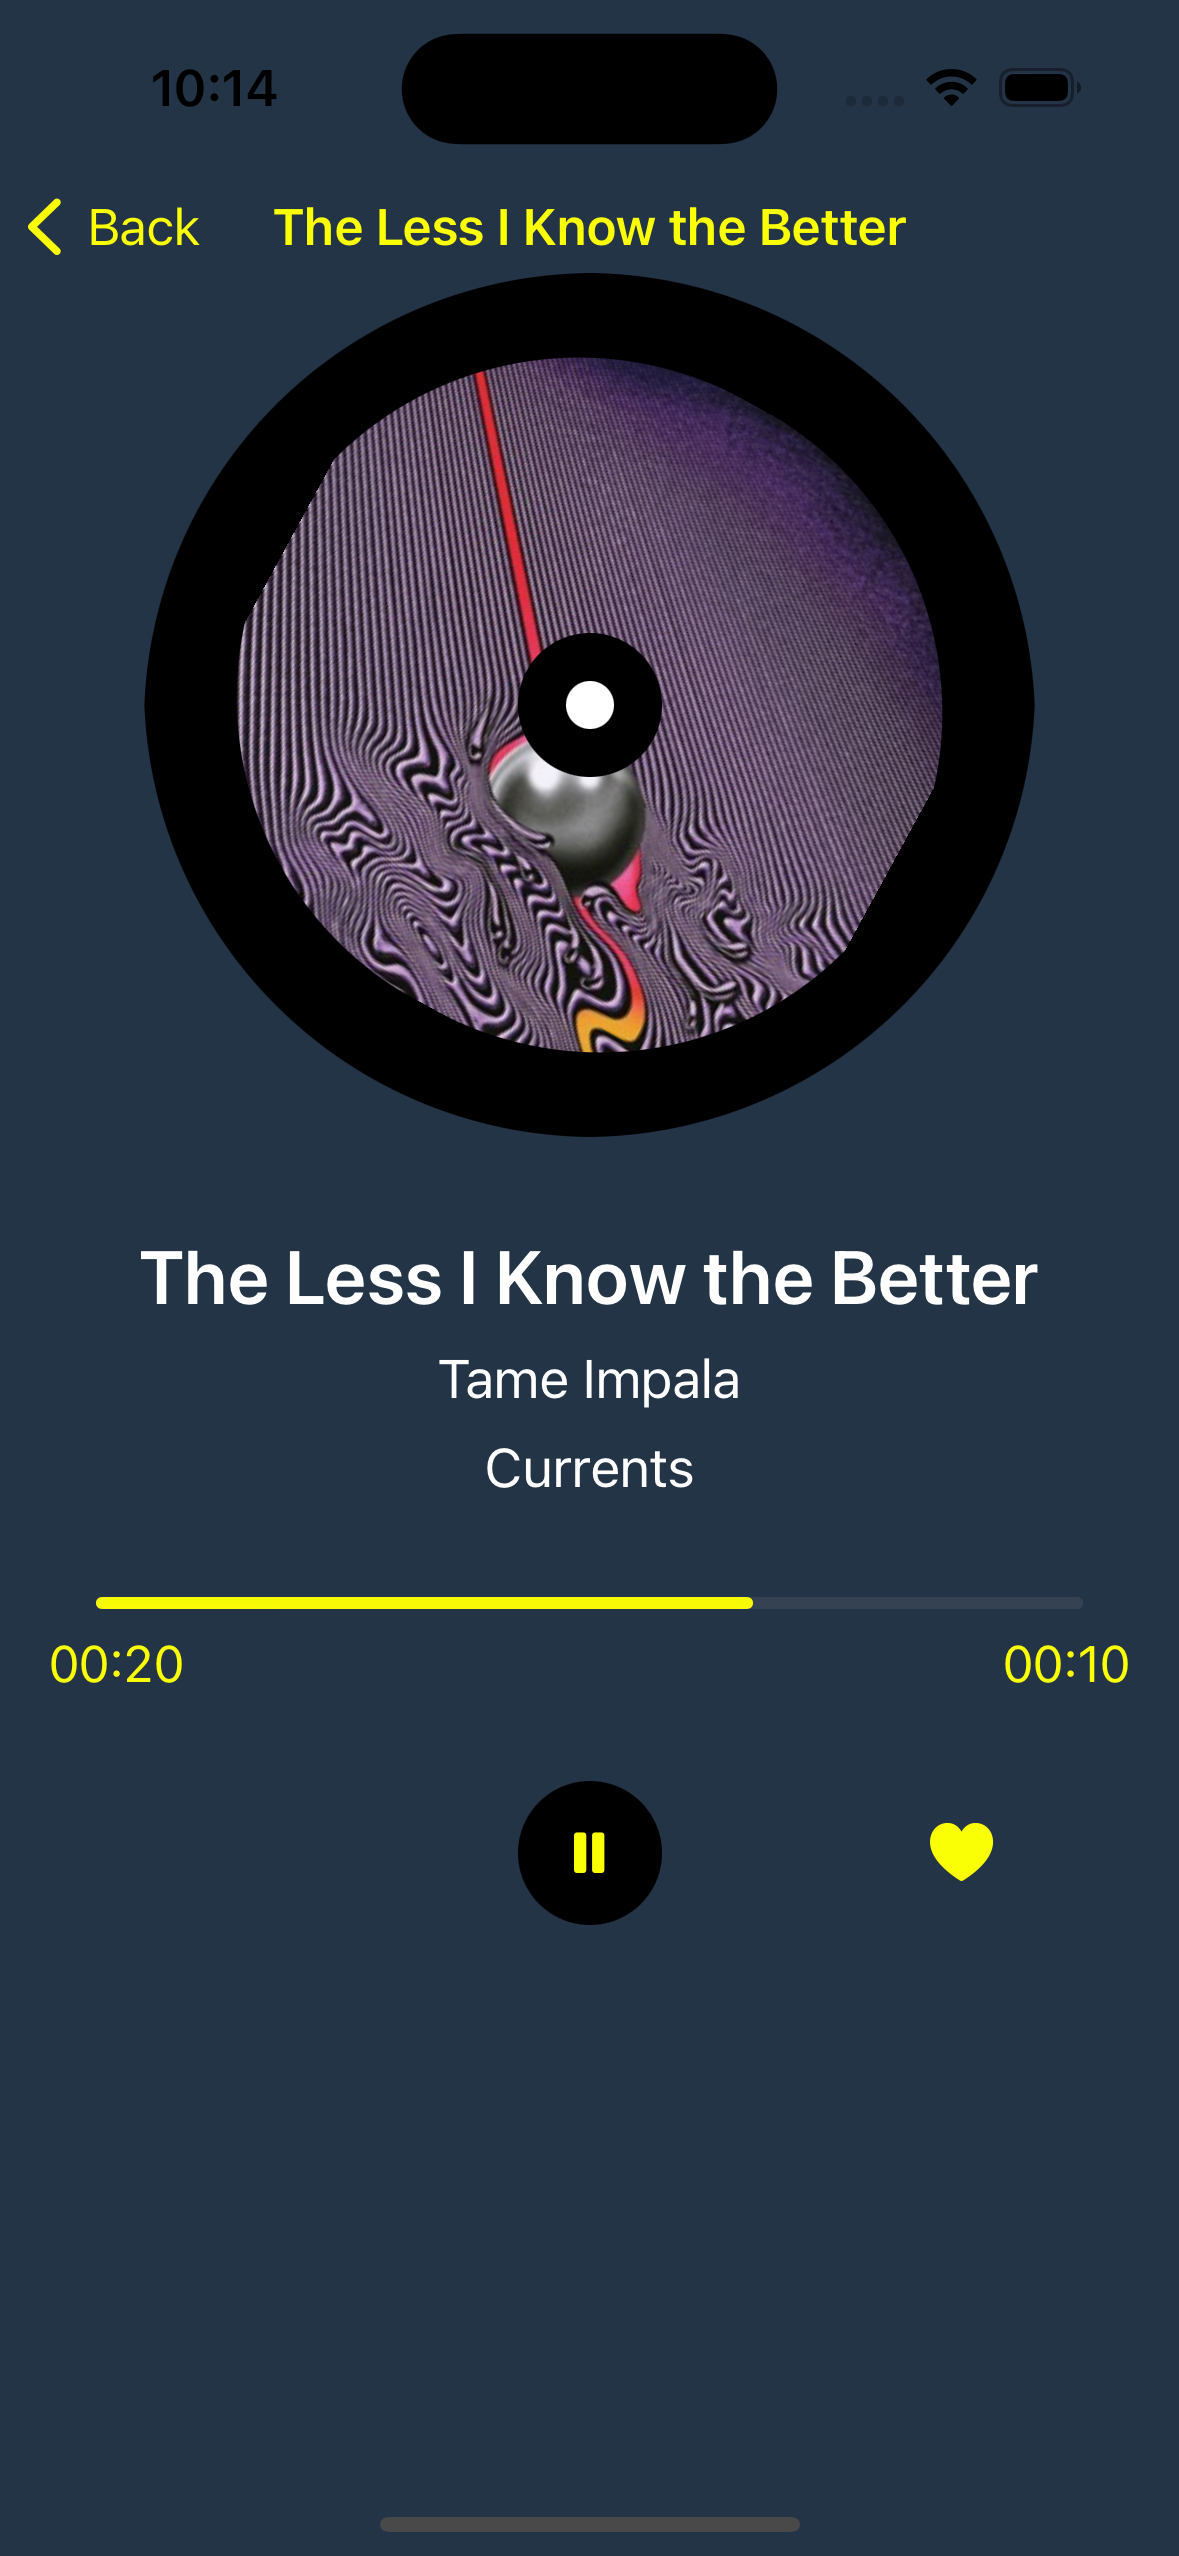 10:14
Back The Less I Know the Better
The Less I Know the Better
Tame Impala
Currents
00:20 00:10